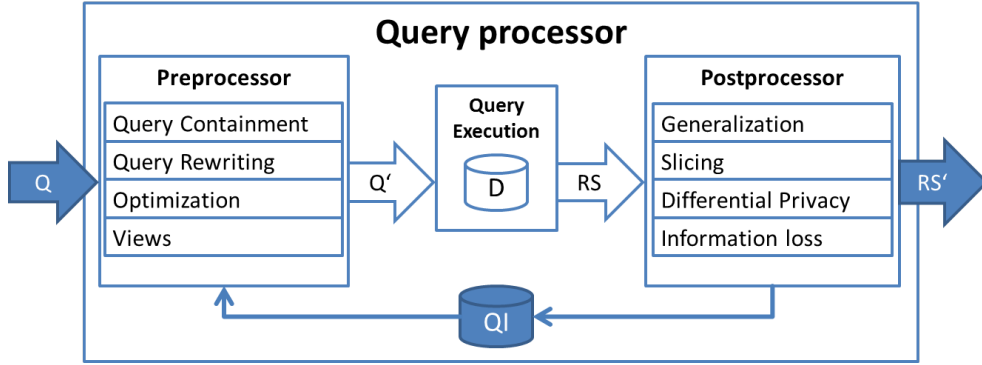 Query processor
Preprocessor
Query Containment
Query Rewriting
Optimization
Views
Query
Execution
D
Postprocessor
Generalization
Slicing
Differential Privacy
Information loss
Q
Q‘
RS
RS‘
QI